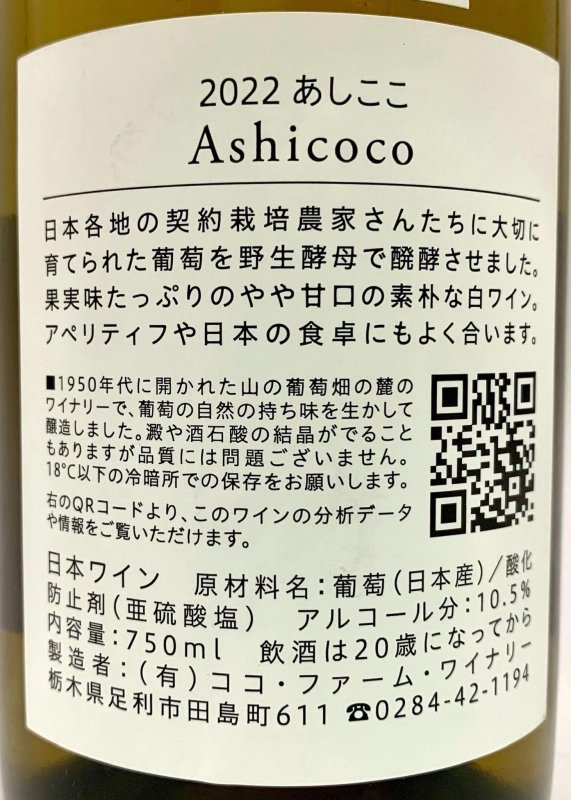 2022 あしここ
Ashicoco
日本各地の契約栽培農家さんたちに大切に
育てられた葡萄を野生酵母で醗酵させました。
果実味たっぷりのやや甘口の素朴な白ワイン。
アペリティフや日本の食卓にもよく合います。
■1950年代に開かれた山の葡萄畑の麓の
ワイナリーで、葡萄の自然の持ち味を生かして
醸造しました。澱や酒石酸の結晶がでること
もありますが品質には問題ございません。
18°C以下の冷暗所での保存をお願いします。
右のQRコードより、このワインの分析データ
や情報をご覧いただけます。
日本ワイン 原材料名:葡萄(日本産)/酸化
防止剤(亜硫酸塩) アルコール分:10.5%
内容量:750ml 飲酒は20歳になってから
製造者:(有)ココ・ファーム・ワイナリー
栃木県足利市田島町611 ☎0284-42-1194